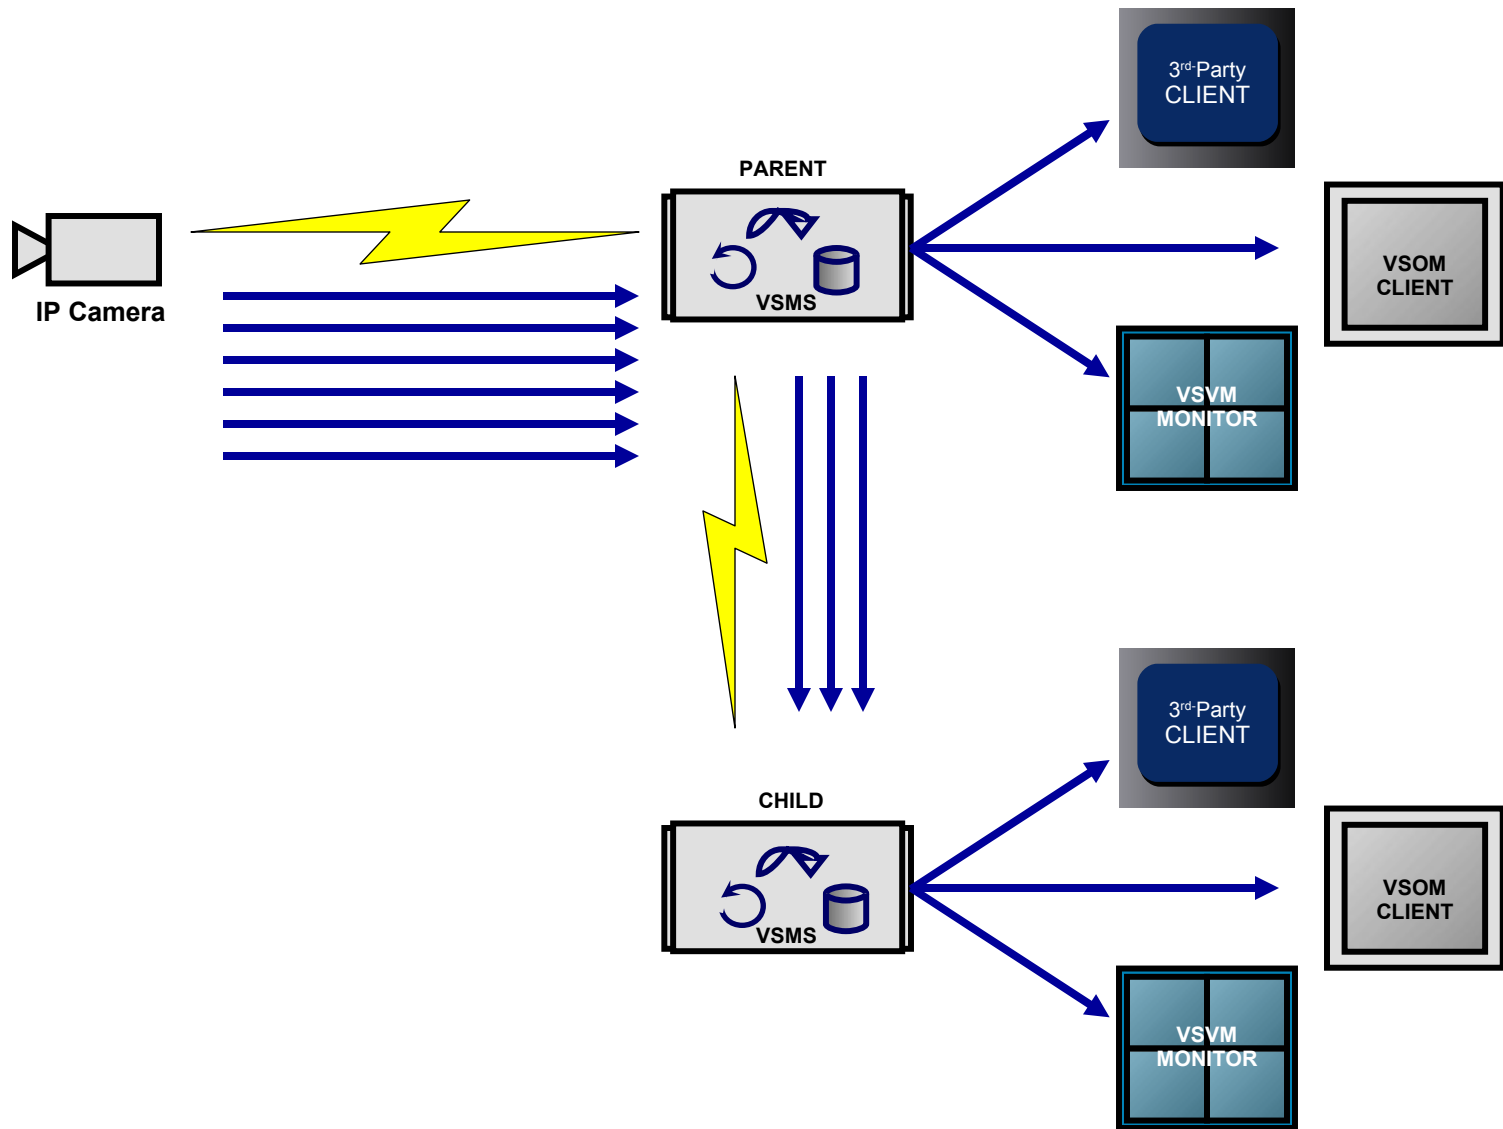 3rd-Party
CLIENT
PARENT
VSMS
IP Camera
VSOM
CLIENT
VSVM
MONITOR
3rd-Party
CLIENT
CHILD
VSMS
VSOM
CLIENT
VSVM
MONITOR